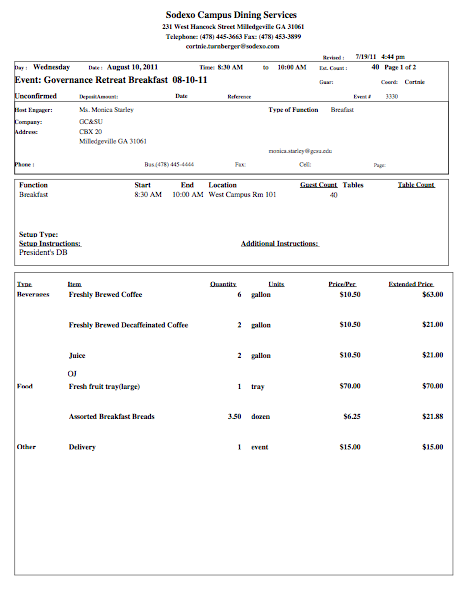 Sodexo Campus Dining Services
231 West Hancock Street Milledgeville GA 31061
Telephone: (478) 445-3663 Fax: (478) 453-3899
cortnie.turnberger@sodexo.com
Revised : 7/19/11 4:44 pm
Day : Wednesday Date : August 10, 2011 Time: 8:30 AM to 10:00 AM Est. Count : 40 Page 1 of 2
Event: Governance Retreat Breakfast 08-10-11 Guar: Coord: Cortnie
Unconfirmed DepositAmount: Date Reference Event # 3330
Host Engager: Ms. Monica Starley Type of Function Breafast
Company: GC&SU
Address: CBX 20
Milledgeville GA 31061
monica.starley@gcsu.edu
Phone : Bus.(478) 445-4444 Fax: Cell: Page:
Function Start End Location Guest Count Tables Table Count
Breakfast 8:30 AM 10:00 AM West Campus Rm 101 40
Setup Type:
Setup Instructions: Additional Instructions:
President's DB
Type Item Quantity Units Price/Per Extended Price
Beverages Freshly Brewed Coffee 6 gallon $10.50 $63.00
Freshly Brewed Decaffeinated Coffee 2 gallon $10.50 $21.00
Juice 2 gallon $10.50 $21.00
OJ
Food Fresh fruit tray(large) 1 tray $70.00 $70.00
Assorted Breakfast Breads 3.50 dozen $6.25 $21.88
Other Delivery 1 event $15.00 $15.00